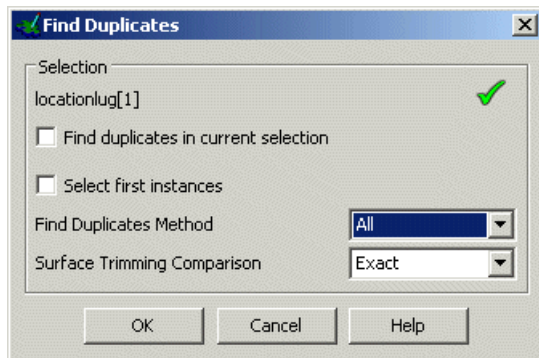 Find Duplicates
Selection
locationlug[1]
Find duplicates in current selection
Select first instances
Find Duplicates Method All
Surface Trimming Comparison Exact
OK Cancel Help